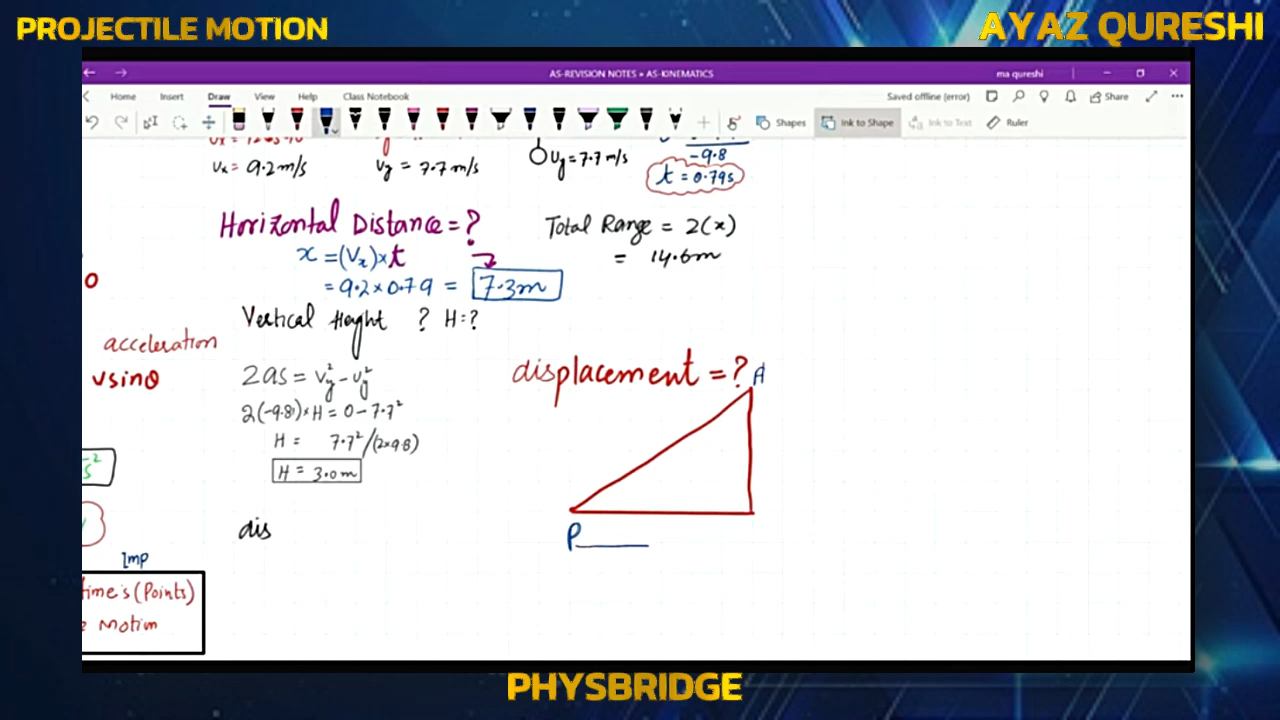 PROJECTILE MOTION
AYAZ QURESHI
AS-REVISION NOTES » AS-KINEMATICS
ma qureshi
Home Insert Draw View Help Class Notebook
Saved offline (error) Share
Shapes Ink to Shape Ink to Text Ruler
Vx = 9.2 m/s
Vy = 7.7 m/s
Uy = 7.7 m/s
-9.8
t = 0.79s
Horizontal Distance = ?
x = (Vx) × t
= 9.2 × 0.79 = 7.3m
Total Range = 2(x)
= 14.6m
Vertical Height ? H = ?
2as = Vy² - Uy²
2(-9.8) × H = 0 - 7.7²
H = 7.7² / (2×9.8)
H = 3.0m
dis
displacement = ? A
P
acceleration
vsinθ
Imp
time's (Points)
Motion
PHYSBRIDGE